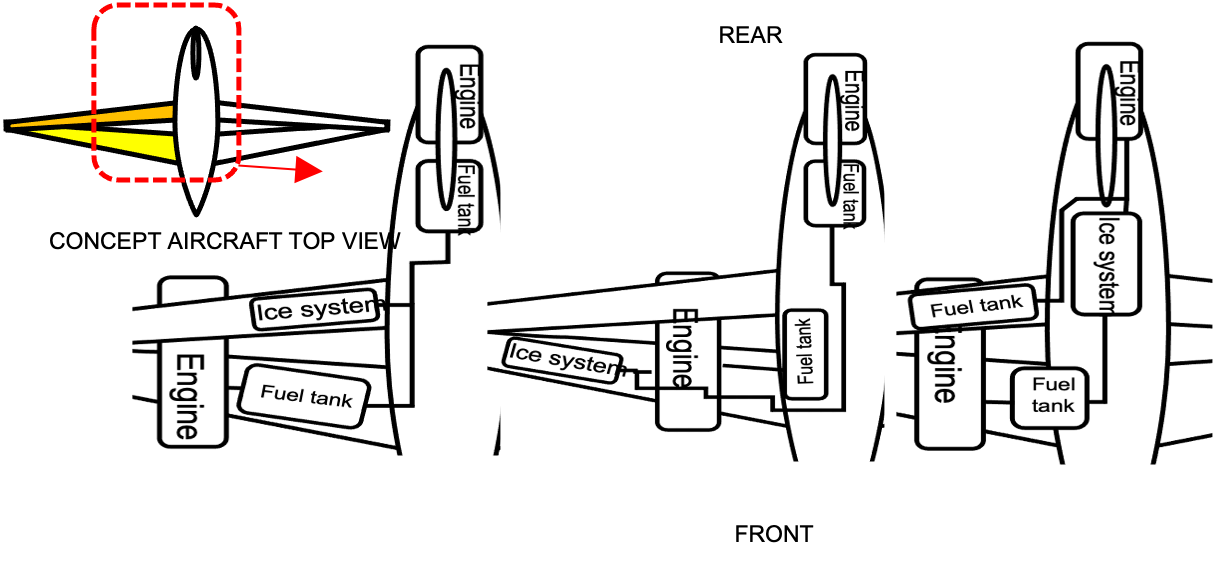 REAR
CONCEPT AIRCRAFT TOP VIEW
Engine
Fuel tank
Ice system
Engine
Fuel tank
Engine
Fuel tank
Engine
Ice system
Fuel tank
Engine
Ice system
Fuel tank
ngine
Fuel
tank
FRONT